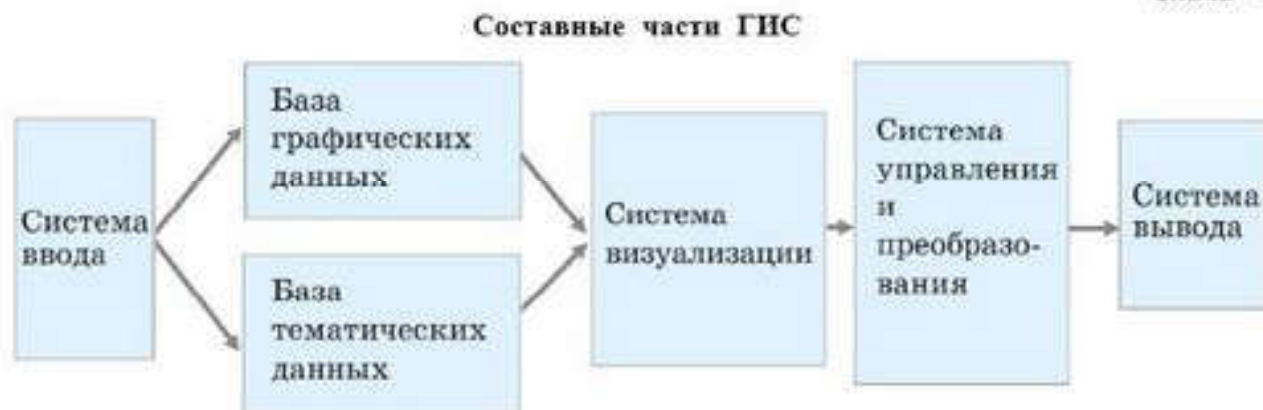 Составные части ГИС
Система
ввода
База
графических
данных
База
тематических
данных
Система
визуализации
Система
управления
и
преобразо-
вания
Система
вывода